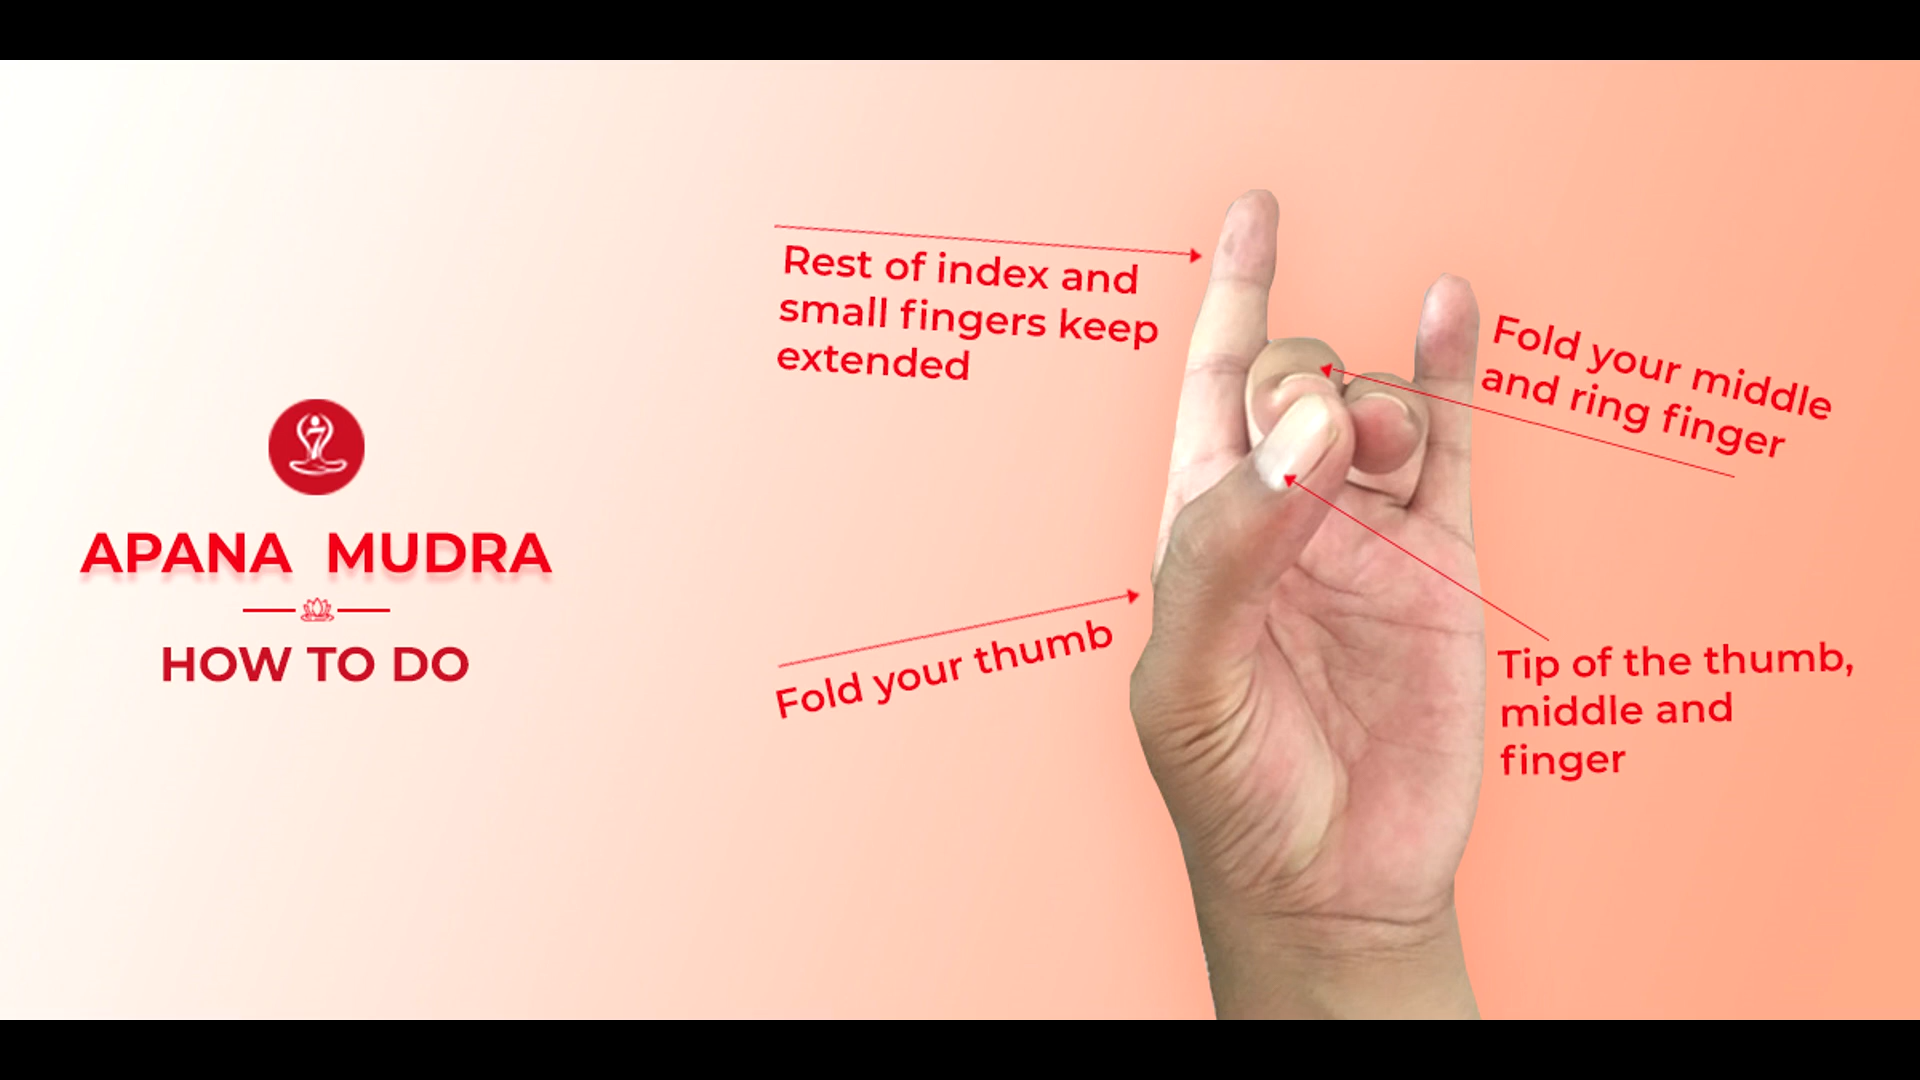 APANA MUDRA
HOW TO DO
Rest of index and
small fingers keep
extended
Fold your middle
and ring finger
Fold your thumb
Tip of the thumb,
middle and
finger